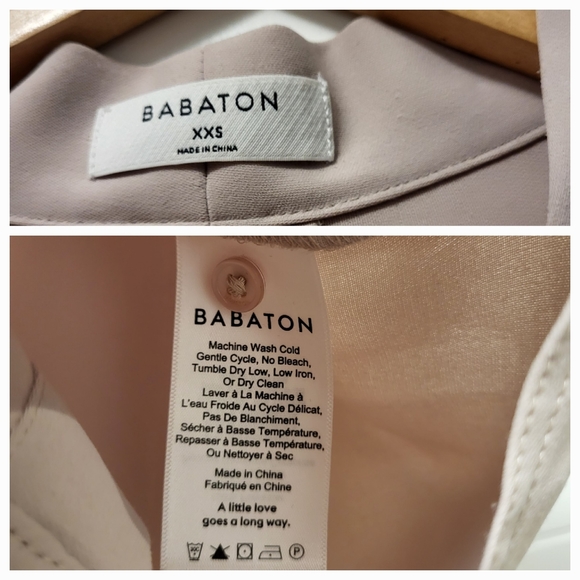 BABATON
XXS
MADE IN CHINA
BABATON
Machine Wash Cold
Gentle Cycle, No Bleach,
Tumble Dry Low, Low Iron,
Or Dry Clean
Laver à La Machine à
L'eau Froide Au Cycle Délicat,
Pas De Blanchiment,
Sécher à Basse Température,
Repasser à Basse Température,
Ou Nettoyer à Sec
Made in China
Fabriqué en Chine
A little love
goes a long way.